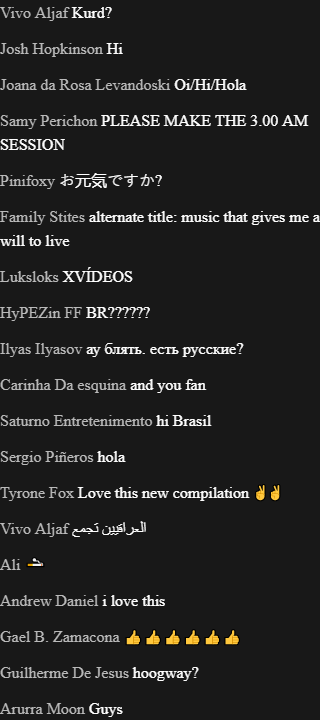 Vivo Aljaf Kurd?
Josh Hopkinson Hi
Joana da Rosa Levandoski Oi/Hi/Hola
Samy Perichon PLEASE MAKE THE 3.00 AM
SESSION
Pinifoxy お元気ですか?
Family Stites alternate title: music that gives me a
will to live
Luksloks XVÍDEOS
HyPEZin FF BR??????
Ilyas Ilyasov ау блять. есть русские?
Carinha Da esquina and you fan
Saturno Entretenimento hi Brasil
Sergio Piñeros hola
Tyrone Fox Love this new compilation ✌✌
Vivo Aljaf العراقيين تجمع
Ali 🚬
Andrew Daniel i love this
Gael B. Zamacona 👍👍👍👍👍👍
Guilherme De Jesus hoogway?
Arurra Moon Guys